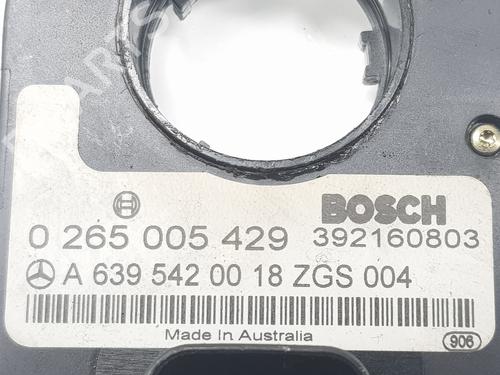 BOSCH
0 265 005 429 392160803
A 639 542 00 18 ZGS 004
Made In Australia
906